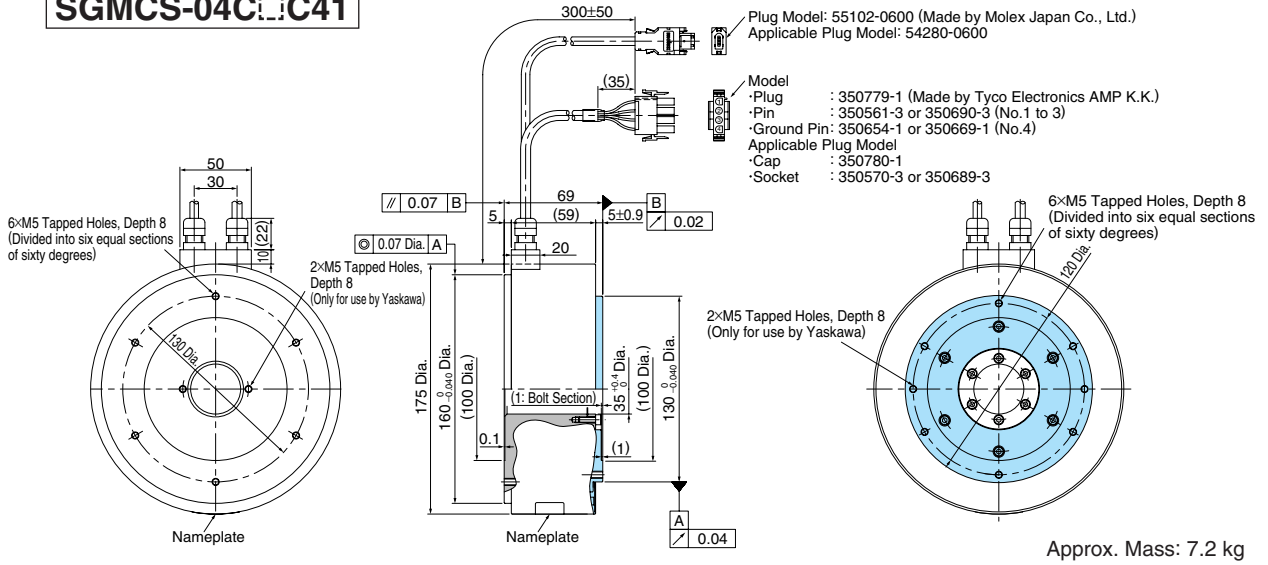 SGMCS-04C□□C41
300±50
Plug Model: 55102-0600 (Made by Molex Japan Co., Ltd.)
Applicable Plug Model: 54280-0600
(35)
Model
·Plug : 350779-1 (Made by Tyco Electronics AMP K.K.)
·Pin : 350561-3 or 350690-3 (No.1 to 3)
·Ground Pin: 350654-1 or 350669-1 (No.4)
Applicable Plug Model
·Cap : 350780-1
·Socket : 350570-3 or 350689-3
50
30
(22)
10
6×M5 Tapped Holes, Depth 8
(Divided into six equal sections
of sixty degrees)
2×M5 Tapped Holes,
Depth 8
(Only for use by Yaskawa)
130 Dia.
Nameplate
// 0.07 B
69
B
5
(59)
5±0.9
↗ 0.02
◎ 0.07 Dia. A
20
175 Dia.
160 0 -0.040 Dia.
(100 Dia.)
(1: Bolt Section)
35 +0.4 0 Dia.
(100 Dia.)
130 0 -0.040 Dia.
0.1
(1)
Nameplate
A
↗ 0.04
6×M5 Tapped Holes, Depth 8
(Divided into six equal sections
of sixty degrees)
120 Dia.
2×M5 Tapped Holes, Depth 8
(Only for use by Yaskawa)
Nameplate
Approx. Mass: 7.2 kg